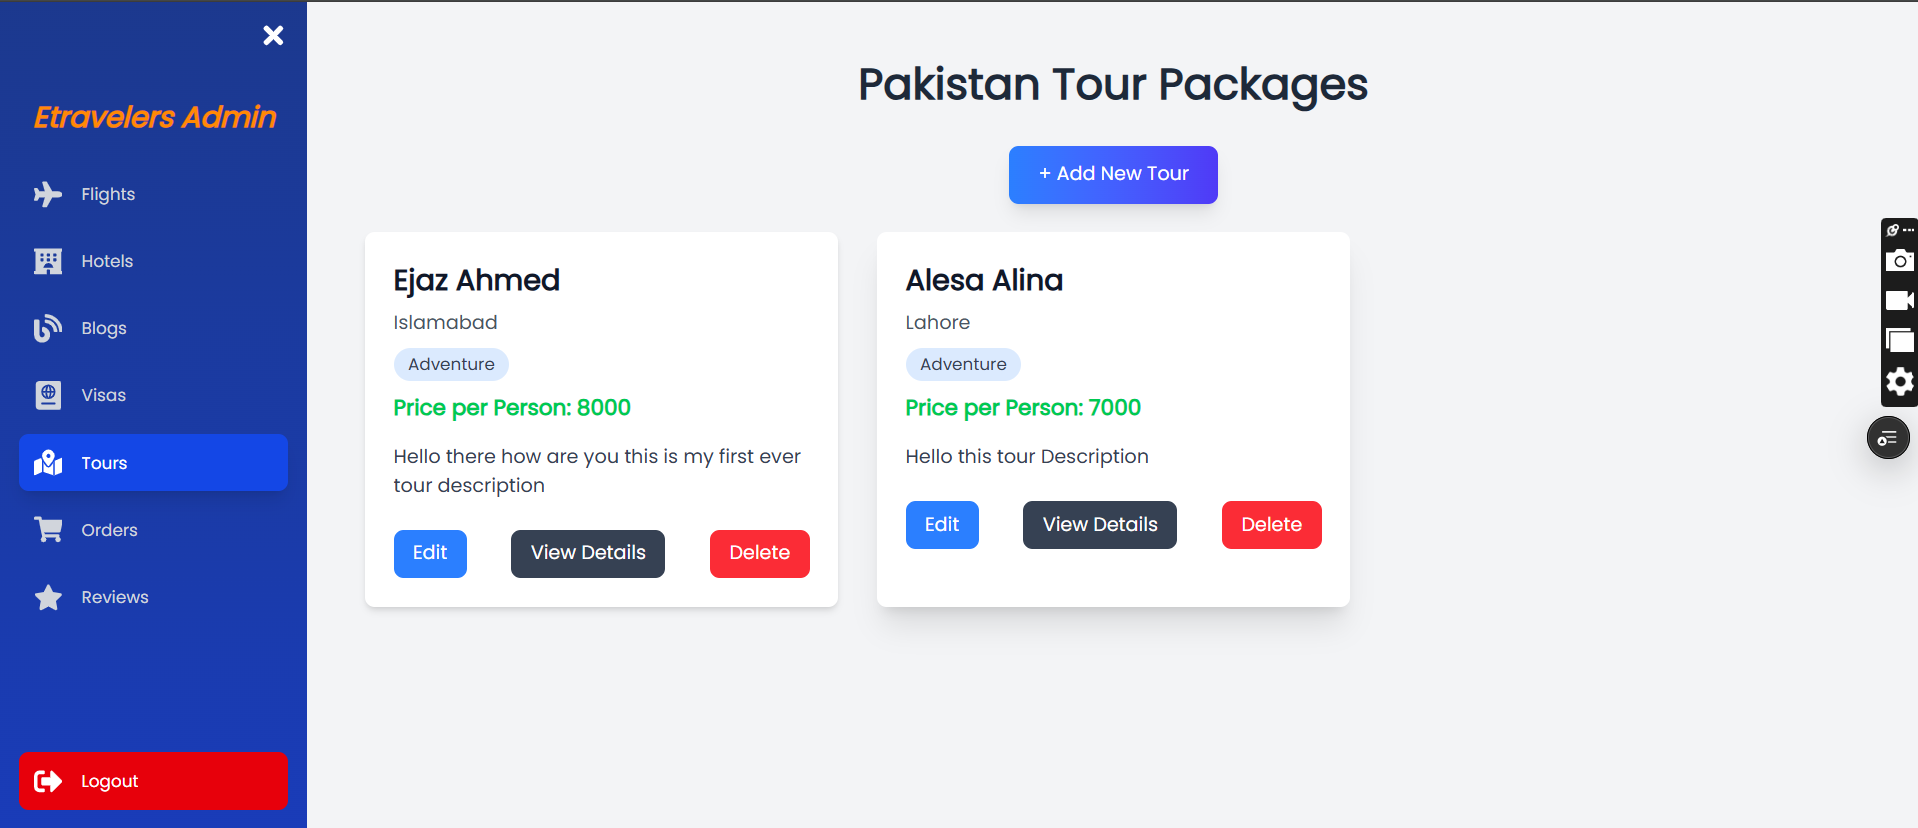 Etravelers Admin
Flights
Hotels
Blogs
Visas
Tours
Orders
Reviews
Logout
Pakistan Tour Packages
+ Add New Tour
Ejaz Ahmed
Islamabad
Adventure
Price per Person: 8000
Hello there how are you this is my first ever
tour description
Edit
View Details
Delete
Alesa Alina
Lahore
Adventure
Price per Person: 7000
Hello this tour Description
Edit
View Details
Delete